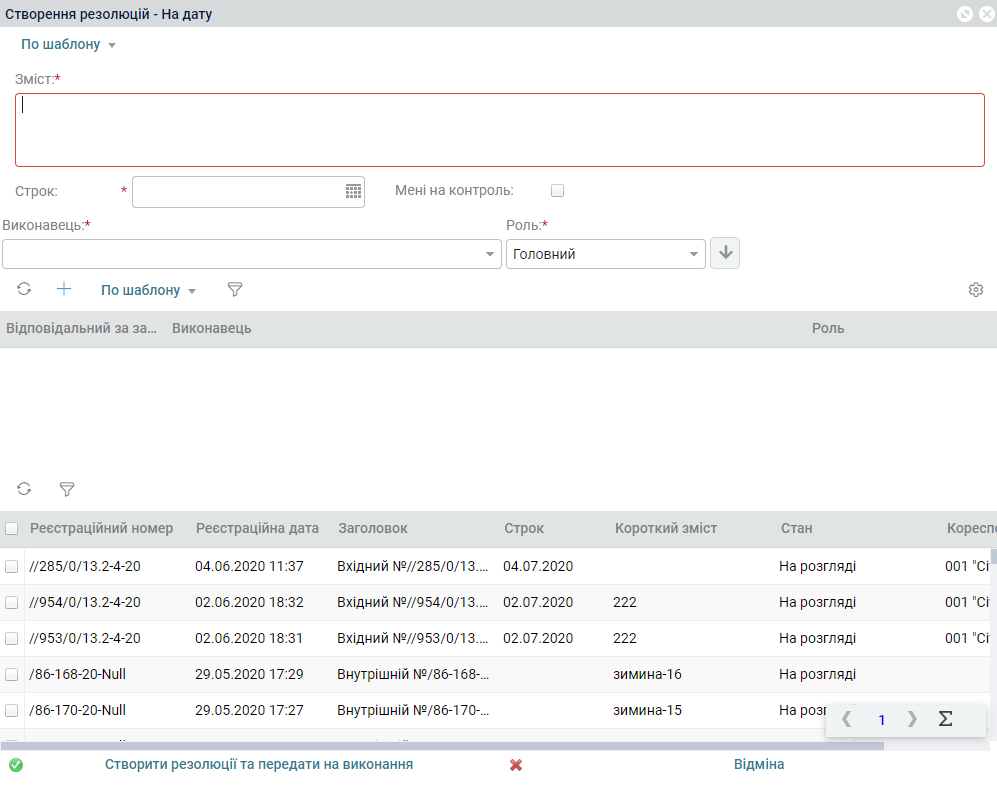 Створення резолюцій - На дату
По шаблону
Зміст:*
Строк: * Мені на контроль:
Виконавець:* Роль:*
Головний
По шаблону
Відповідальний за за... Виконавець Роль
Реєстраційний номер Реєстраційна дата Заголовок Строк Короткий зміст Стан Кореспо
//285/0/13.2-4-20 04.06.2020 11:37 Вхідний №//285/0/13.... 04.07.2020 На розгляді 001 "Сі
//954/0/13.2-4-20 02.06.2020 18:32 Вхідний №//954/0/13.... 02.07.2020 222 На розгляді 001 "Сі
//953/0/13.2-4-20 02.06.2020 18:31 Вхідний №//953/0/13.... 02.07.2020 222 На розгляді 001 "Сі
/86-168-20-Null 29.05.2020 17:29 Внутрішній №/86-168-... зимина-16 На розгляді
/86-170-20-Null 29.05.2020 17:27 Внутрішній №/86-170-... зимина-15 На розг
❮ 1 ❯ Σ
Створити резолюції та передати на виконання Відміна